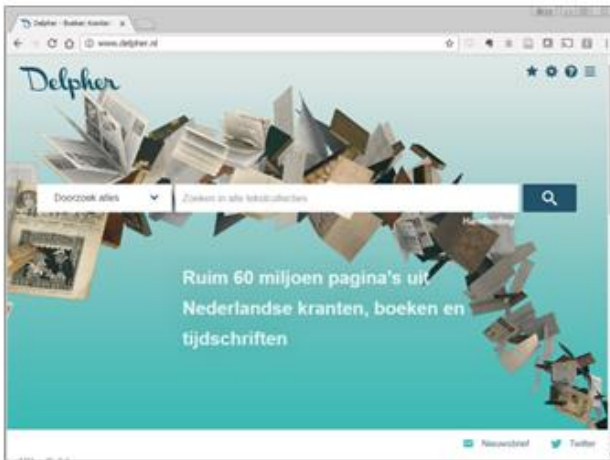 Delpher - Boeken Kranten
www.delpher.nl
Delpher
Doorzoek alles
Zoeken in alle tekstcollecties
Handleiding
Ruim 60 miljoen pagina's uit
Nederlandse kranten, boeken en
tijdschriften
Nieuwsbrief
Twitter